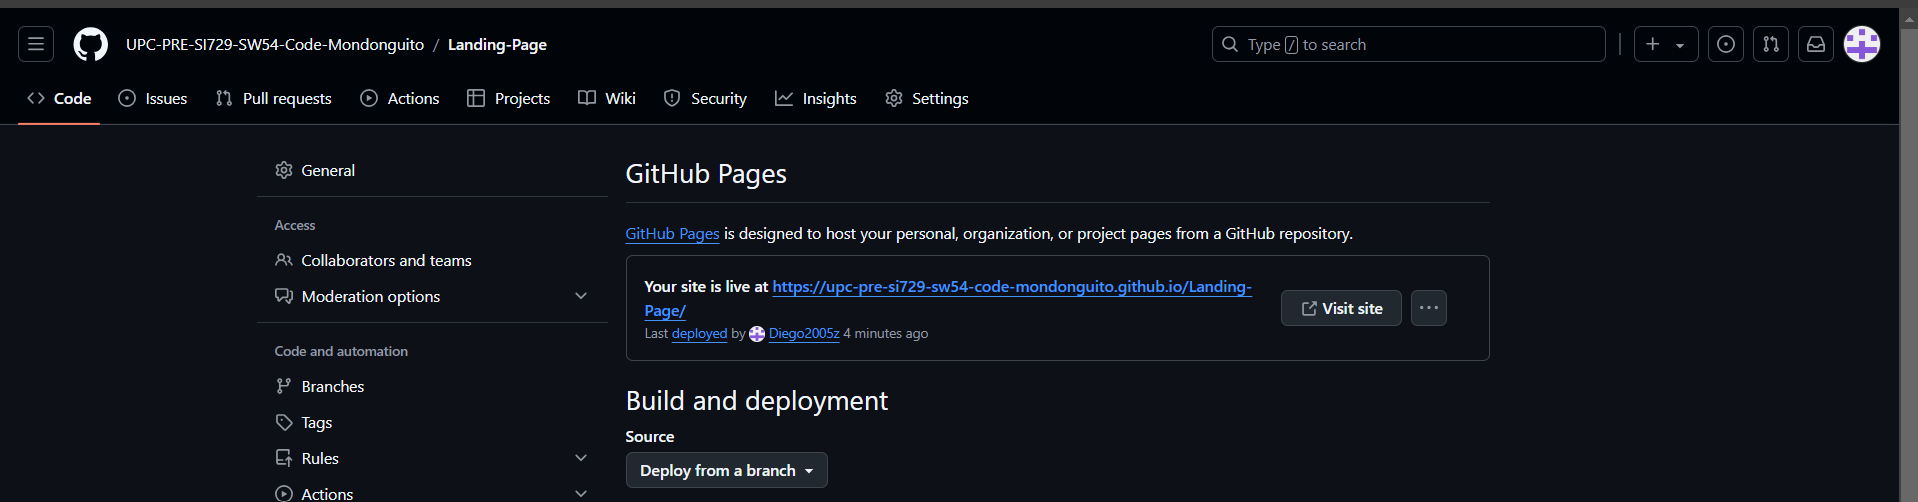 UPC-PRE-SI729-SW54-Code-Mondonguito / Landing-Page
Type / to search
Code Issues Pull requests Actions Projects Wiki Security Insights Settings
General
Access
Collaborators and teams
Moderation options
Code and automation
Branches
Tags
Rules
Actions
GitHub Pages
GitHub Pages is designed to host your personal, organization, or project pages from a GitHub repository.
Your site is live at https://upc-pre-si729-sw54-code-mondonguito.github.io/Landing-
Page/
Last deployed by Diego2005z 4 minutes ago
Visit site
Build and deployment
Source
Deploy from a branch